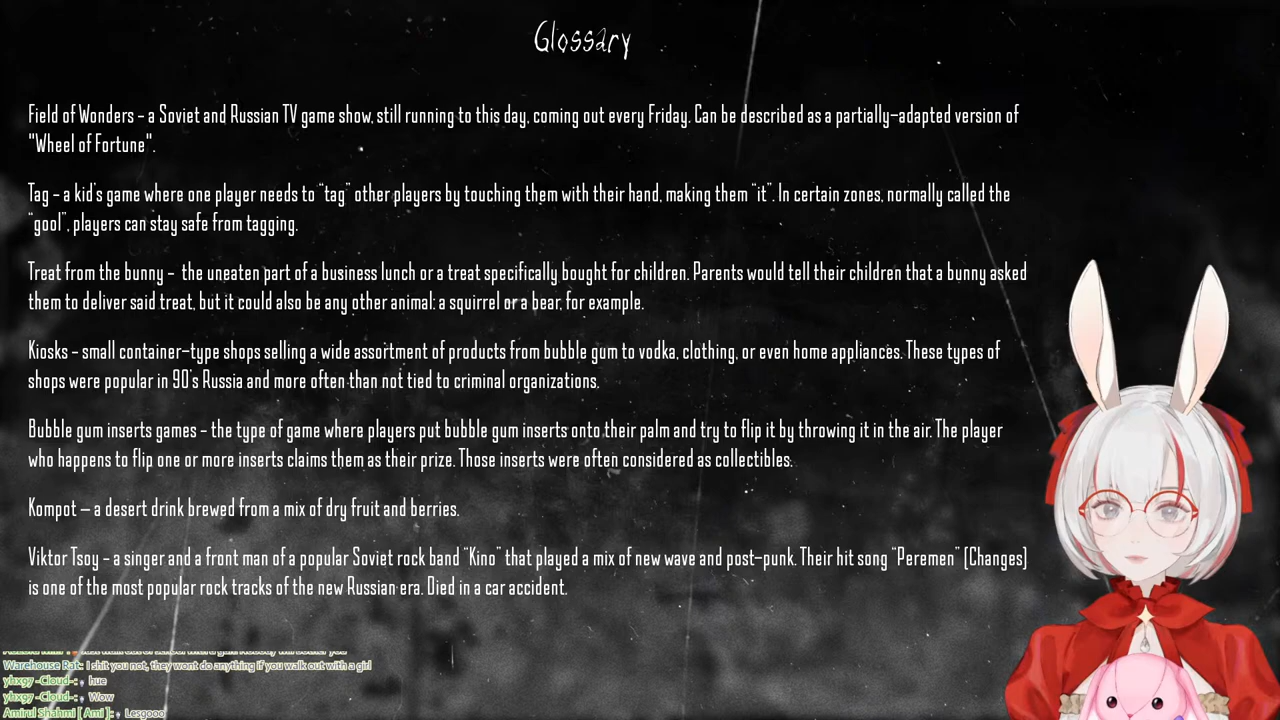 Glossary
Field of Wonders - a Soviet and Russian TV game show, still running to this day, coming out every Friday. Can be described as a partially-adapted version of
"Wheel of Fortune".
Tag - a kid's game where one player needs to "tag" other players by touching them with their hand, making them "it". In certain zones, normally called the
"gool", players can stay safe from tagging.
Treat from the bunny - the uneaten part of a business lunch or a treat specifically bought for children. Parents would tell their children that a bunny asked
them to deliver said treat, but it could also be any other animal: a squirrel or a bear, for example.
Kiosks - small container-type shops selling a wide assortment of products from bubble gum to vodka, clothing, or even home appliances. These types of
shops were popular in 90's Russia and more often than not tied to criminal organizations.
Bubble gum inserts games - the type of game where players put bubble gum inserts onto their palm and try to flip it by throwing it in the air. The player
who happens to flip one or more inserts claims them as their prize. Those inserts were often considered as collectibles.
Kompot – a desert drink brewed from a mix of dry fruit and berries.
Viktor Tsoy - a singer and a front man of a popular Soviet rock band "Kino" that played a mix of new wave and post-punk. Their hit song "Peremen" (Changes)
is one of the most popular rock tracks of the new Russian era. Died in a car accident.
Warehouse Rat: I shit you not, they wont do anything if you walk out with a girl
yhxg7 -Cloud-: hue
yhxg7 -Cloud-: Wow
Amirul Shahmi [ Ami ]: Lesgooo